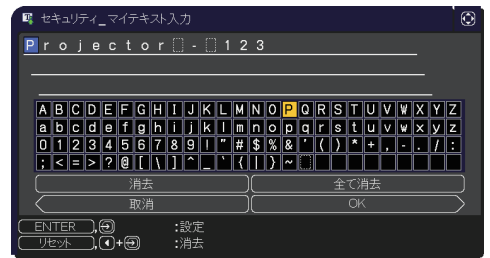 セキュリティ_マイテキスト入力
Projector - 123
A B C D E F G H I J K L M N O P Q R S T U V W X Y Z
a b c d e f g h i j k l m n o p q r s t u v w x y z
0 1 2 3 4 5 6 7 8 9 ! " # $ % & ' ( ) * + , - . / :
; < = > ? @ [ \ ] ^ _ ` { | } ~
消去 全て消去
取消 OK
ENTER , :設定
リセット , + :消去